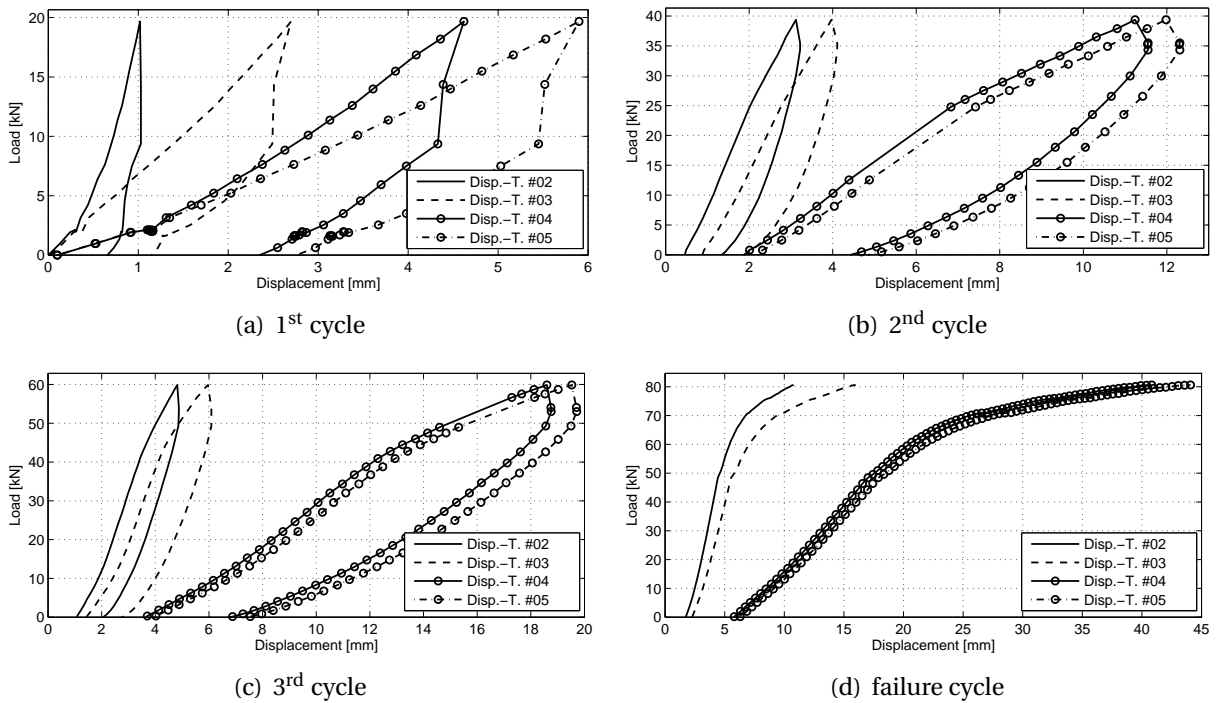 20
15
10
5
0
Load [kN]
0 1 2 3 4 5 6
Displacement [mm]
Disp.−T. #02
Disp.−T. #03
Disp.−T. #04
Disp.−T. #05
(a) 1st cycle
40
35
30
25
20
15
10
5
0
Load [kN]
0 2 4 6 8 10 12
Displacement [mm]
Disp.−T. #02
Disp.−T. #03
Disp.−T. #04
Disp.−T. #05
(b) 2nd cycle
60
50
40
30
20
10
0
Load [kN]
0 2 4 6 8 10 12 14 16 18 20
Displacement [mm]
Disp.−T. #02
Disp.−T. #03
Disp.−T. #04
Disp.−T. #05
(c) 3rd cycle
80
70
60
50
40
30
20
10
0
Load [kN]
0 5 10 15 20 25 30 35 40 45
Displacement [mm]
Disp.−T. #02
Disp.−T. #03
Disp.−T. #04
Disp.−T. #05
(d) failure cycle